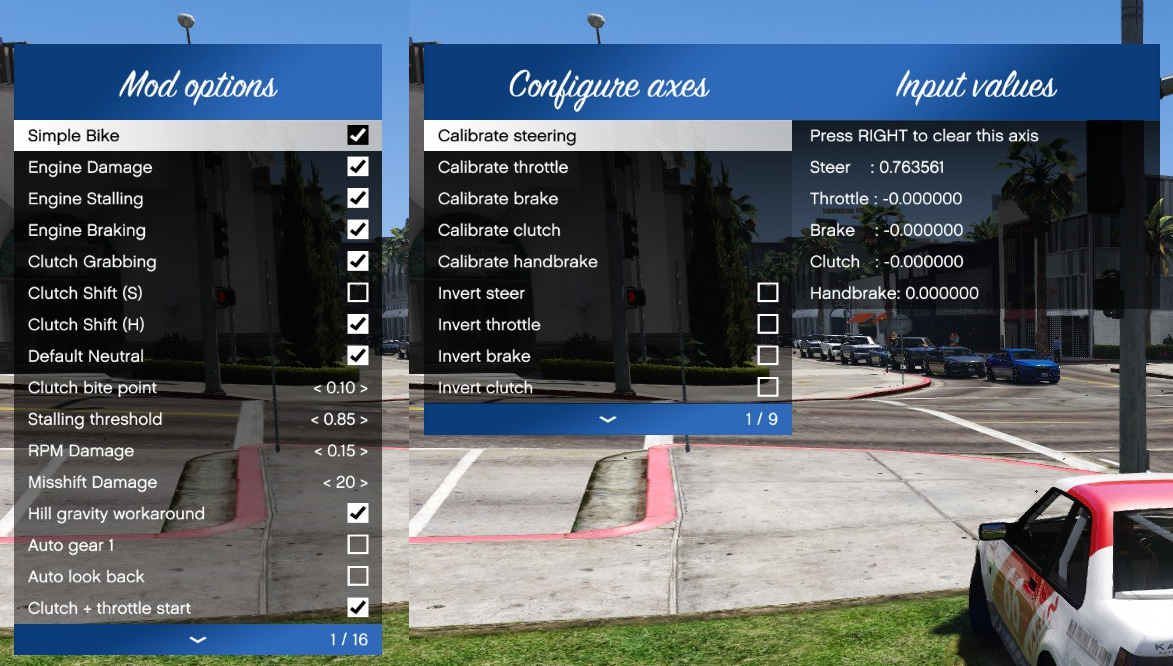 Mod options
Simple Bike
Engine Damage
Engine Stalling
Engine Braking
Clutch Grabbing
Clutch Shift (S)
Clutch Shift (H)
Default Neutral
Clutch bite point < 0.10 >
Stalling threshold < 0.85 >
RPM Damage < 0.15 >
Misshift Damage < 20 >
Hill gravity workaround
Auto gear 1
Auto look back
Clutch + throttle start
1 / 16
Configure axes
Calibrate steering
Calibrate throttle
Calibrate brake
Calibrate clutch
Calibrate handbrake
Invert steer
Invert throttle
Invert brake
Invert clutch
1 / 9
Input values
Press RIGHT to clear this axis
Steer : 0.763561
Throttle : -0.000000
Brake : -0.000000
Clutch : -0.000000
Handbrake: 0.000000